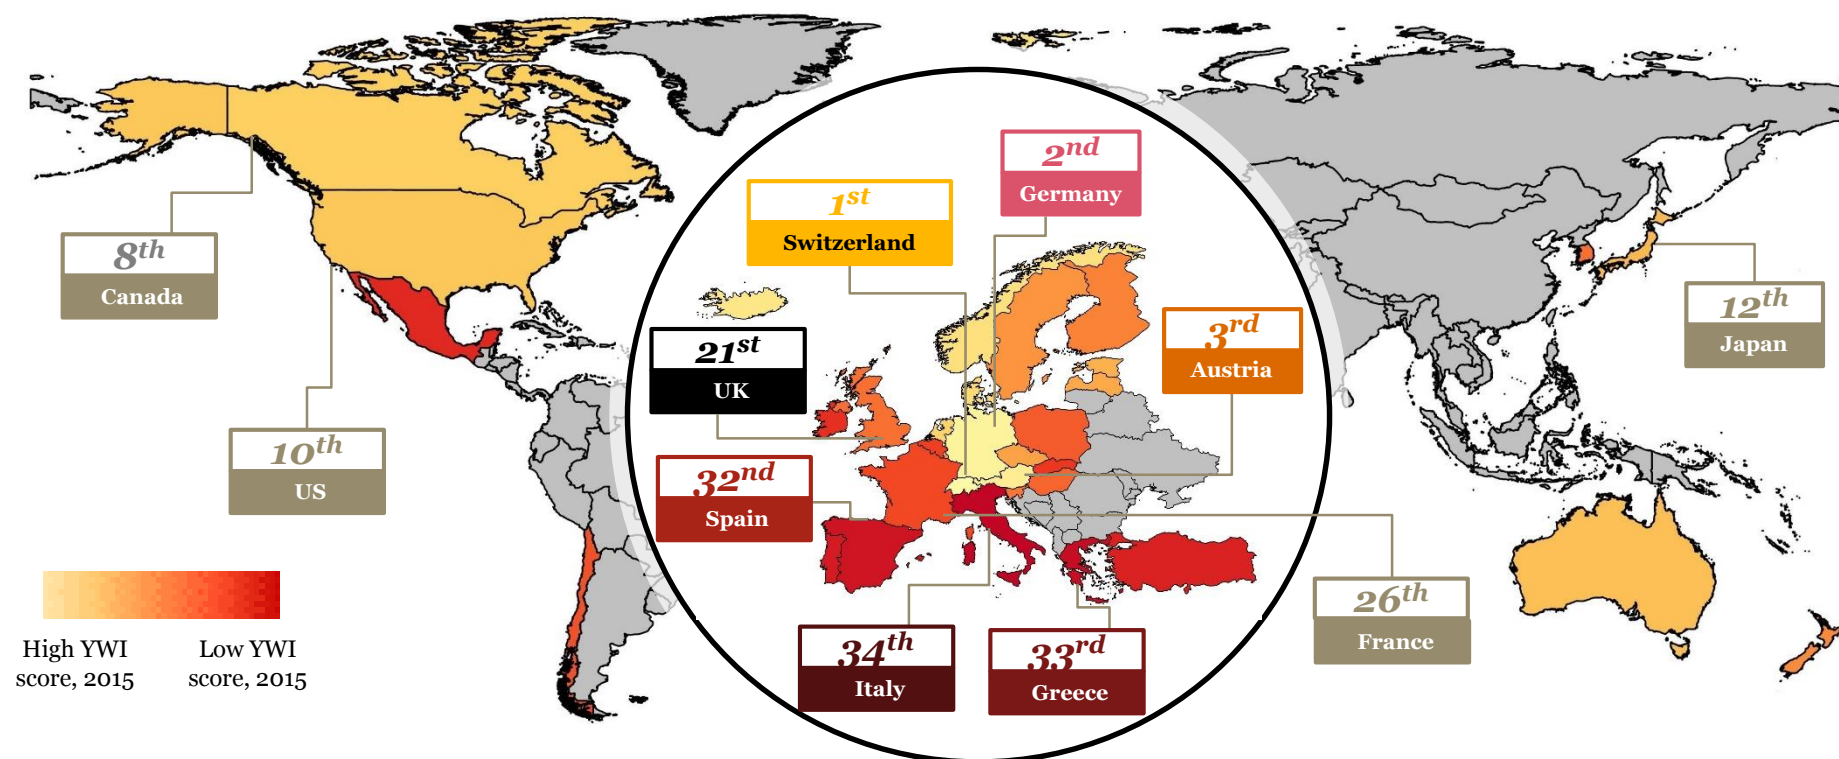 2nd
Germany
1st
Switzerland
8th
Canada
12th
Japan
3rd
Austria
21st
UK
10th
US
32nd
Spain
26th
France
34th
Italy
33rd
Greece
High YWI
score, 2015
Low YWI
score, 2015